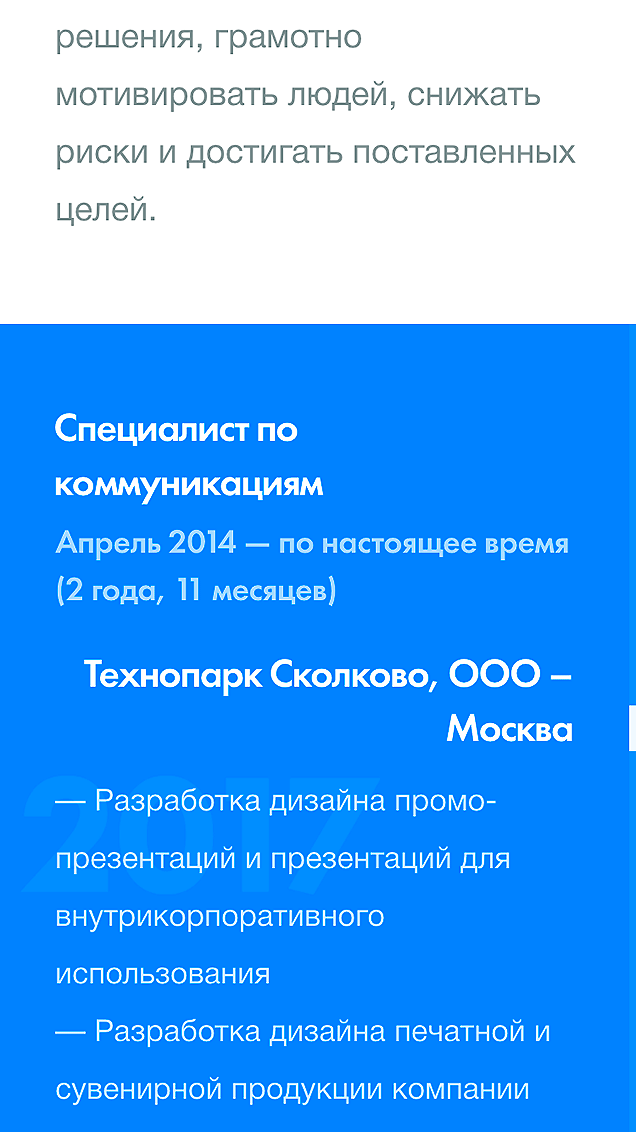 решения, грамотно
мотивировать людей, снижать
риски и достигать поставленных
целей.
Специалист по
коммуникациям
Апрель 2014 — по настоящее время
(2 года, 11 месяцев)
Технопарк Сколково, ООО –
Москва
2017
— Разработка дизайна промо-
презентаций и презентаций для
внутрикорпоративного
использования
— Разработка дизайна печатной и
сувенирной продукции компании